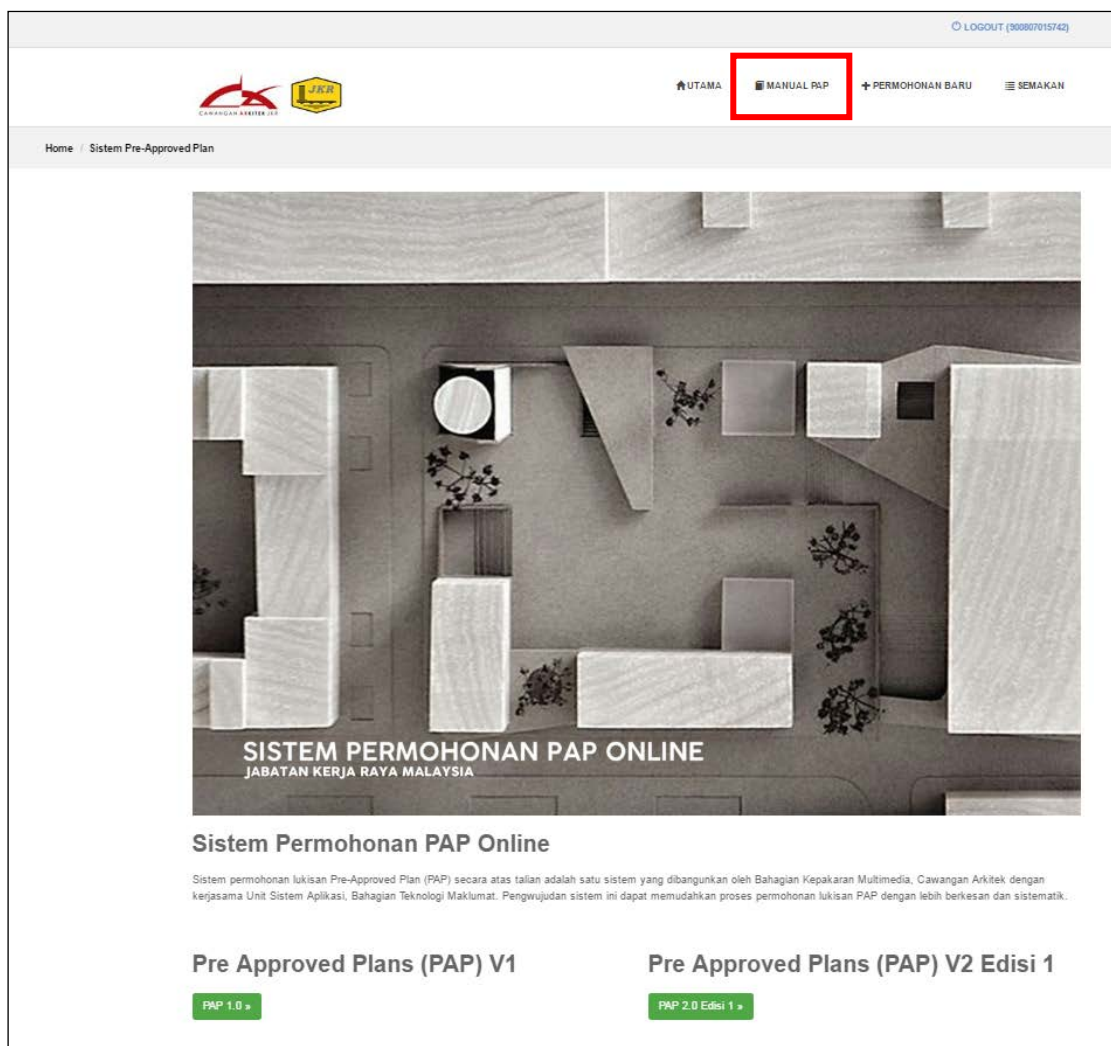 LOGOUT (900807015742)
CAWANGAN ARKITEK JKR
JKR
UTAMA MANUAL PAP PERMOHONAN BARU SEMAKAN
Home / Sistem Pre-Approved Plan
SISTEM PERMOHONAN PAP ONLINE
JABATAN KERJA RAYA MALAYSIA
Sistem Permohonan PAP Online
Sistem permohonan lukisan Pre-Approved Plan (PAP) secara atas talian adalah satu sistem yang dibangunkan oleh Bahagian Kepakaran Multimedia, Cawangan Arkitek dengan
kerjasama Unit Sistem Aplikasi, Bahagian Teknologi Maklumat. Pengwujudan sistem ini dapat memudahkan proses permohonan lukisan PAP dengan lebih berkesan dan sistematik.
Pre Approved Plans (PAP) V1
PAP 1.0 »
Pre Approved Plans (PAP) V2 Edisi 1
PAP 2.0 Edisi 1 »